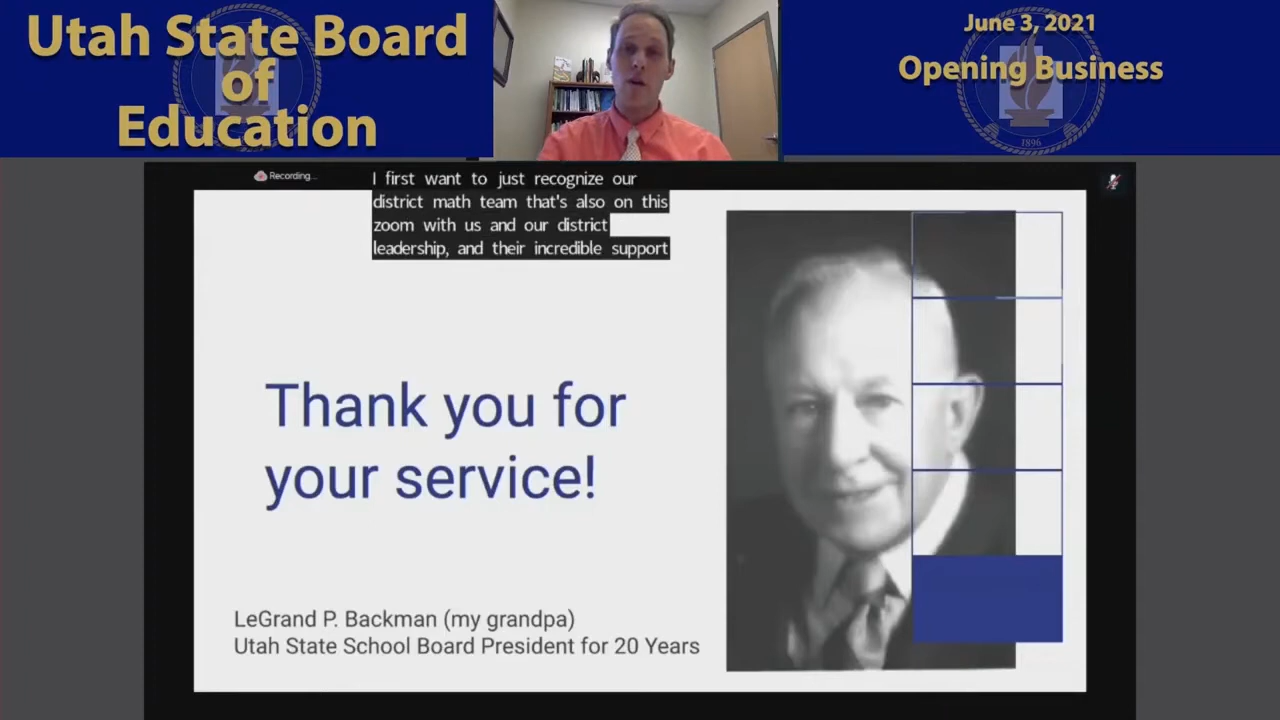 Utah State Board
of
Education
June 3, 2021
Opening Business
1896
Recording...
I first want to just recognize our
district math team that's also on this
zoom with us and our district
leadership, and their incredible support
Thank you for
your service!
LeGrand P. Backman (my grandpa)
Utah State School Board President for 20 Years